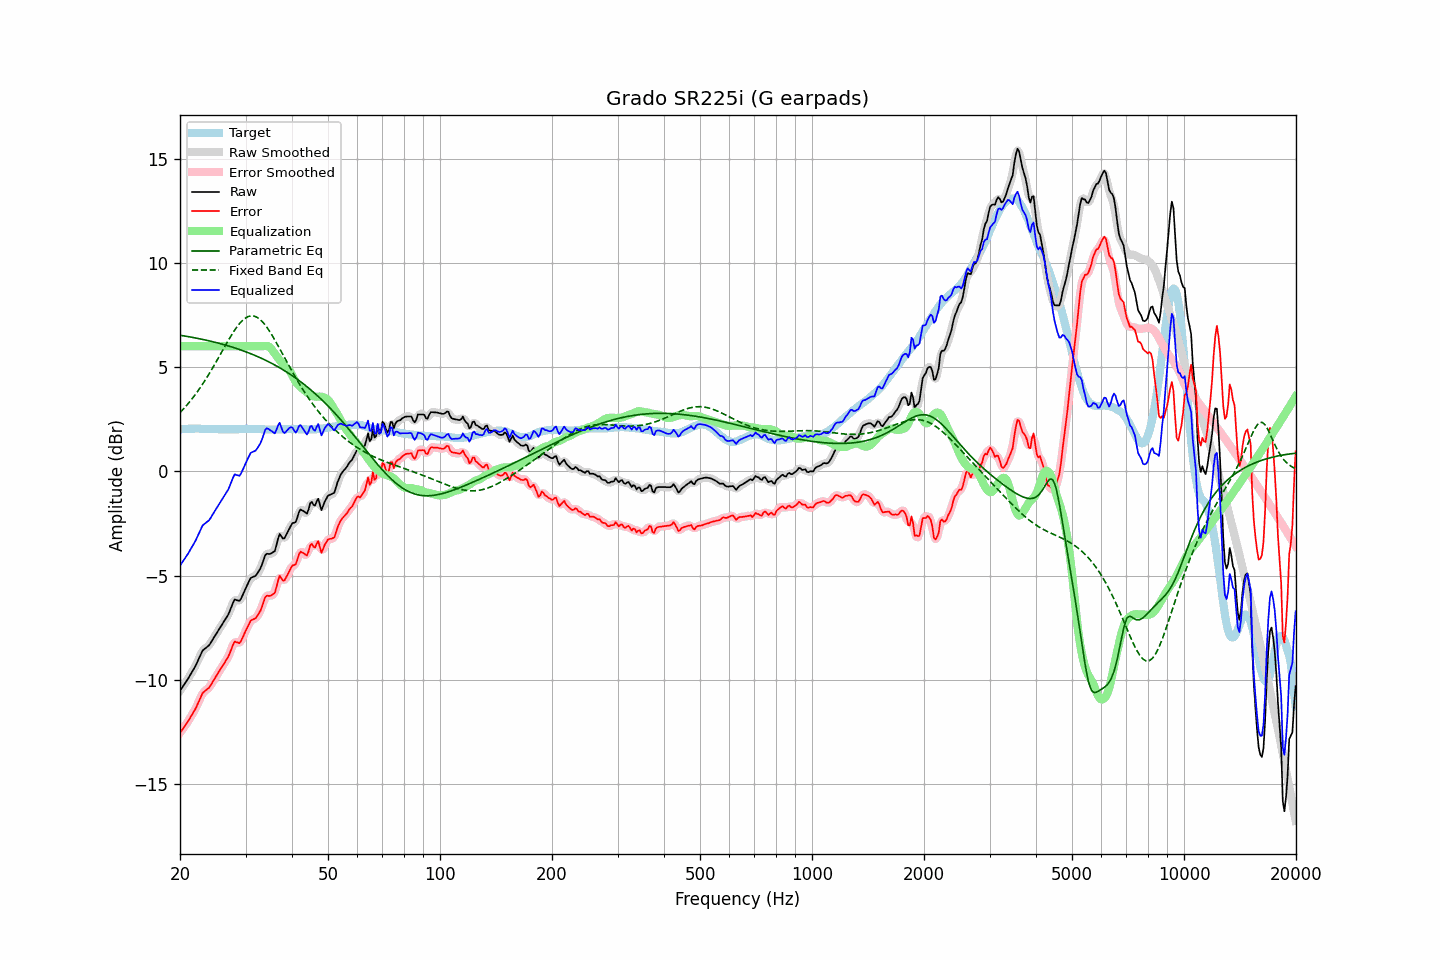 Grado SR225i (G earpads)
Target
Raw Smoothed
Error Smoothed
Raw
Error
Equalization
Parametric Eq
Fixed Band Eq
Equalized
15
10
5
0
−5
−10
−15
Amplitude (dBr)
20 50 100 200 500 1000 2000 5000 10000 20000
Frequency (Hz)